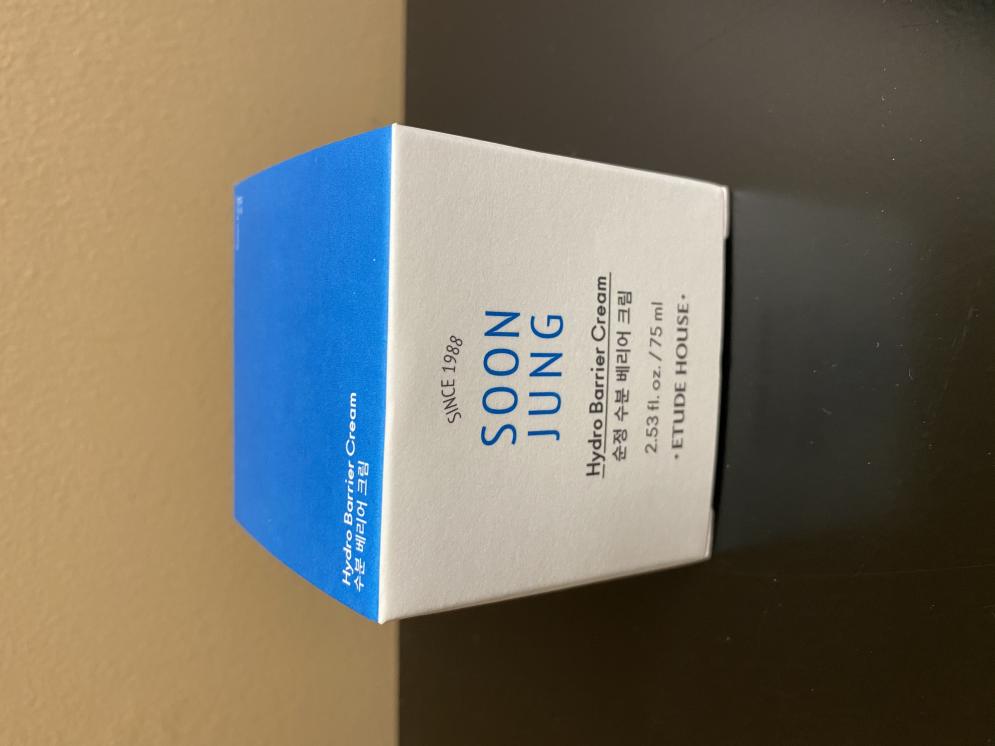 Hydro Barrier Cream
수분 베리어 크림
SINCE 1988
SOON
JUNG
Hydro Barrier Cream
순정 수분 베리어 크림
2.53 fl. oz. / 75 ml
• ETUDE HOUSE •